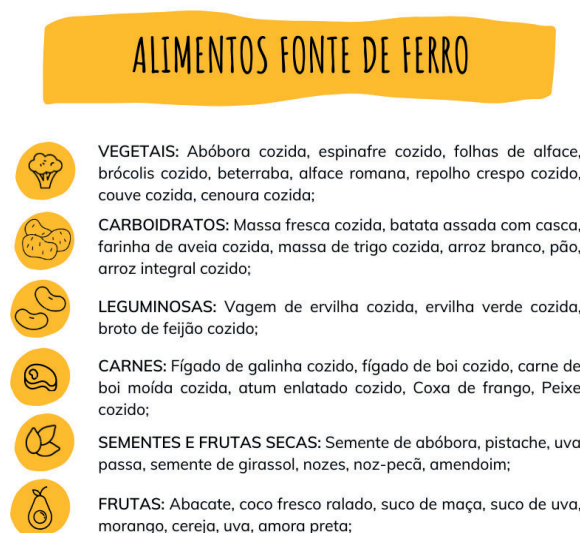 ALIMENTOS FONTE DE FERRO
VEGETAIS: Abóbora cozida, espinafre cozido, folhas de alface,
brócolis cozido, beterraba, alface romana, repolho crespo cozido,
couve cozida, cenoura cozida;
CARBOIDRATOS: Massa fresca cozida, batata assada com casca,
farinha de aveia cozida, massa de trigo cozida, arroz branco, pão,
arroz integral cozido;
LEGUMINOSAS: Vagem de ervilha cozida, ervilha verde cozida,
broto de feijão cozido;
CARNES: Fígado de galinha cozido, fígado de boi cozido, carne de
boi moída cozida, atum enlatado cozido, Coxa de frango, Peixe
cozido;
SEMENTES E FRUTAS SECAS: Semente de abóbora, pistache, uva
passa, semente de girassol, nozes, noz-pecã, amendoim;
FRUTAS: Abacate, coco fresco ralado, suco de maça, suco de uva,
morango, cereja, uva, amora preta;